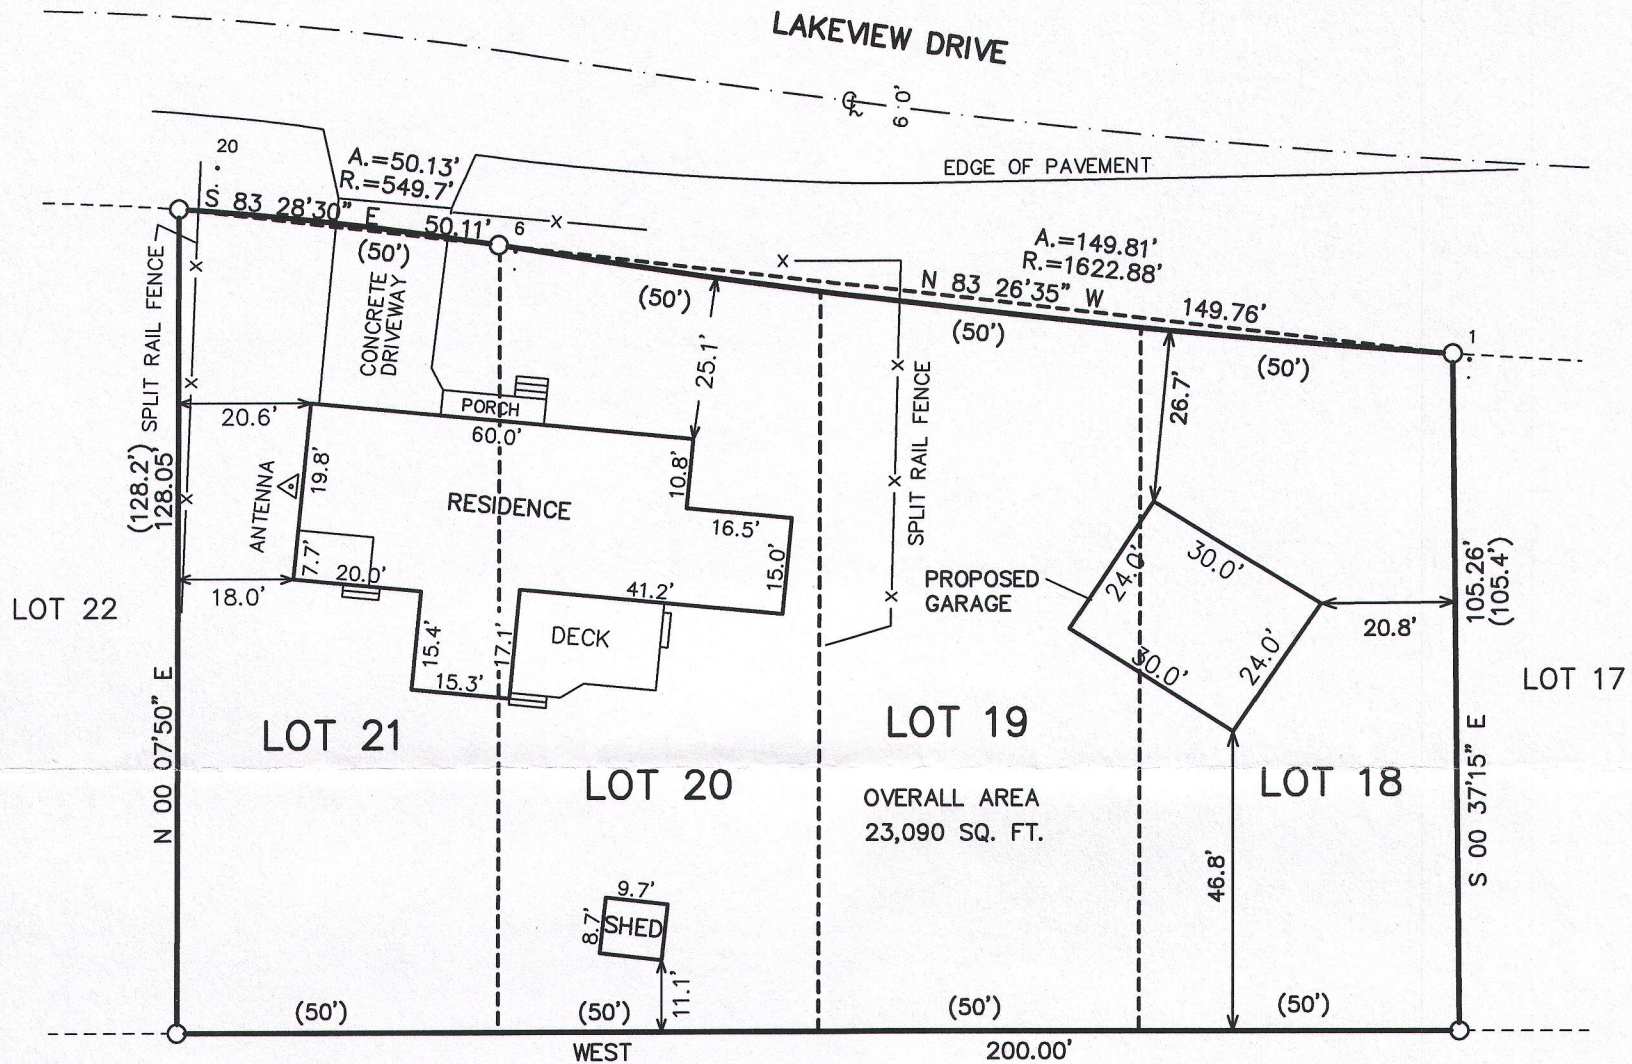 LAKEVIEW DRIVE
60'
EDGE OF PAVEMENT
20
A.=50.13'
R.=549.7'
S 83 28'30" E 50.11'
(50')
6
A.=149.81'
R.=1622.88'
N 83 26'35" W 149.76'
(50')
(50')
(50')
1
SPLIT RAIL FENCE
CONCRETE
DRIVEWAY
25.1'
26.7'
20.6'
PORCH
60.0'
SPLIT RAIL FENCE
(128.2')
128.05'
ANTENNA
19.8'
RESIDENCE
10.8'
16.5'
15.0'
7.7'
20.0'
41.2'
18.0'
LOT 22
15.4'
17.1'
DECK
15.3'
PROPOSED
GARAGE
24.0'
30.0'
30.0'
24.0'
20.8'
105.26'
(105.4')
LOT 17
N 00 07'50" E
S 00 37'15" E
LOT 21
LOT 20
LOT 19
LOT 18
OVERALL AREA
23,090 SQ. FT.
46.8'
9.7'
8.7'
SHED
11.1'
(50')
(50')
(50')
(50')
WEST
200.00'